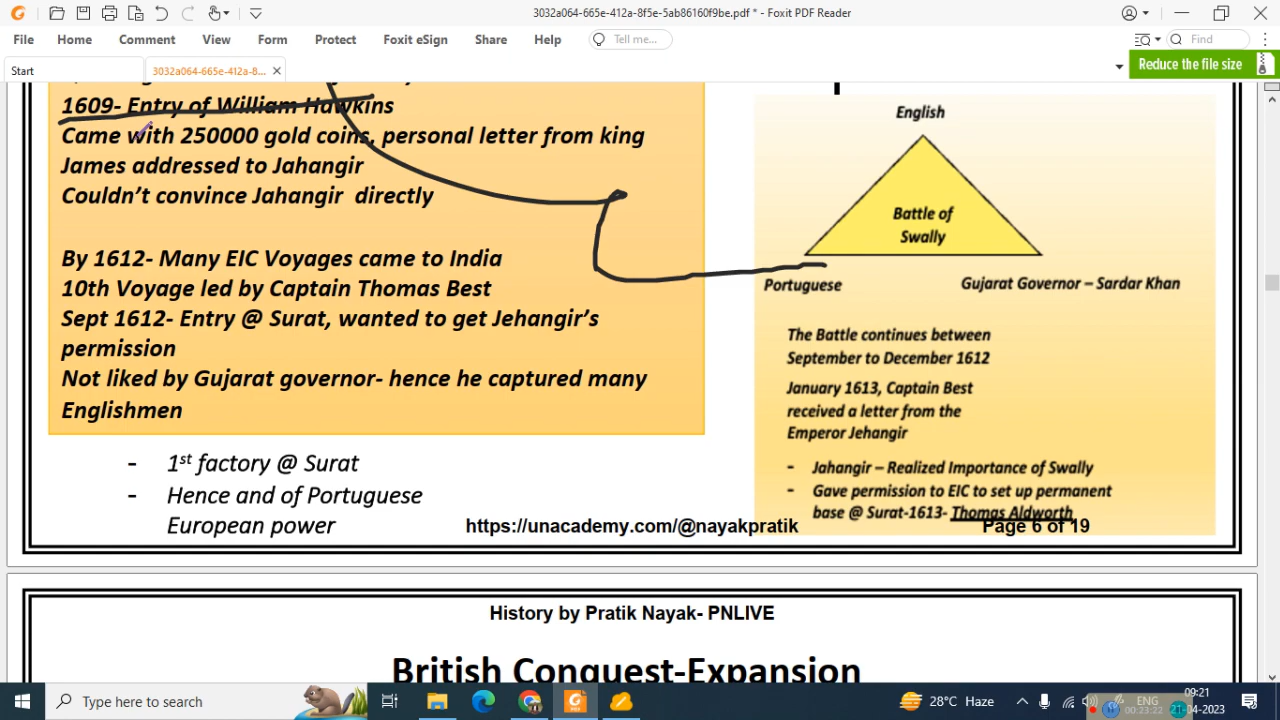 3032a064-665e-412a-8f5e-5ab86160f9be.pdf * - Foxit PDF Reader
File Home Comment View Form Protect Foxit eSign Share Help Tell me... Find
Start 3032a064-665e-412a-8... Reduce the file size
1609- Entry of William Hawkins
Came with 250000 gold coins, personal letter from king
James addressed to Jahangir
Couldn't convince Jahangir directly
By 1612- Many EIC Voyages came to India
10th Voyage led by Captain Thomas Best
Sept 1612- Entry @ Surat, wanted to get Jehangir's
permission
Not liked by Gujarat governor- hence he captured many
Englishmen
- 1st factory @ Surat
- Hence and of Portuguese
European power
English
Battle of
Swally
Portuguese
Gujarat Governor – Sardar Khan
The Battle continues between
September to December 1612
January 1613, Captain Best
received a letter from the
Emperor Jehangir
- Jahangir – Realized Importance of Swally
- Gave permission to EIC to set up permanent
base @ Surat-1613- Thomas Aldworth
https://unacademy.com/@nayakpratik
Page 6 of 19
History by Pratik Nayak- PNLIVE
British Conquest-Expansion
Type here to search
28°C Haze
ENG
00:23:22
09:21
21-04-2023